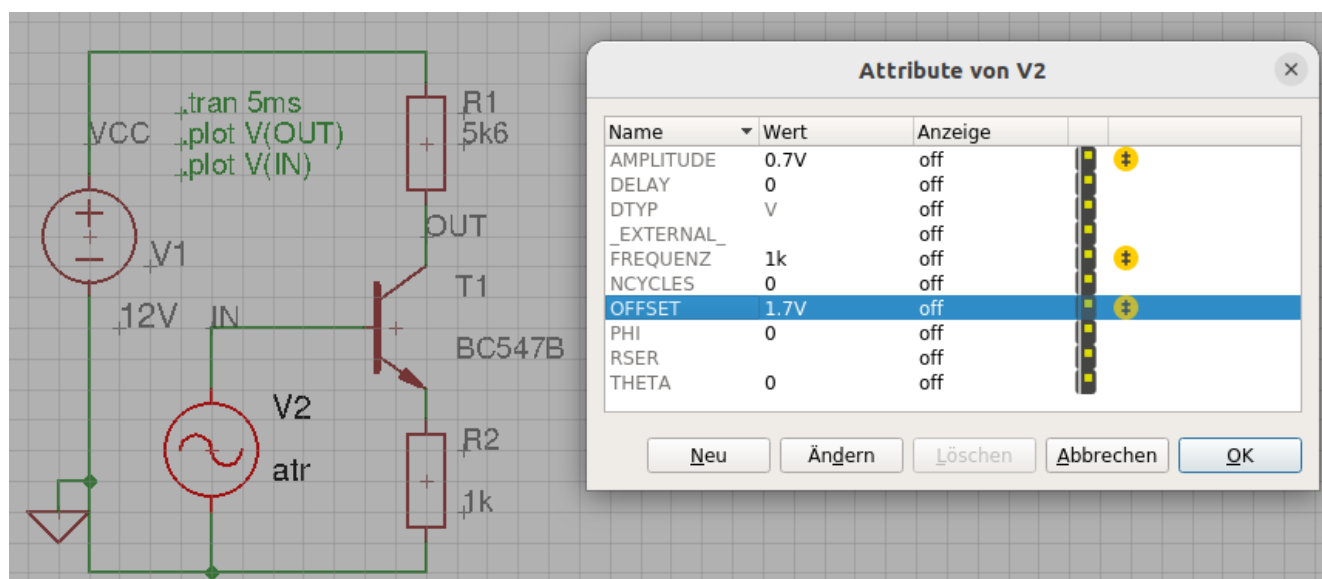 .tran 5ms
.plot V(OUT)
.plot V(IN)
VCC
R1
5k6
OUT
V1
12V
IN
T1
BC547B
V2
atr
R2
1k
Attribute von V2
Name Wert Anzeige
AMPLITUDE 0.7V off
DELAY 0 off
DTYP V off
_EXTERNAL_ off
FREQUENZ 1k off
NCYCLES 0 off
OFFSET 1.7V off
PHI 0 off
RSER off
THETA 0 off
Neu Ändern Löschen Abbrechen OK